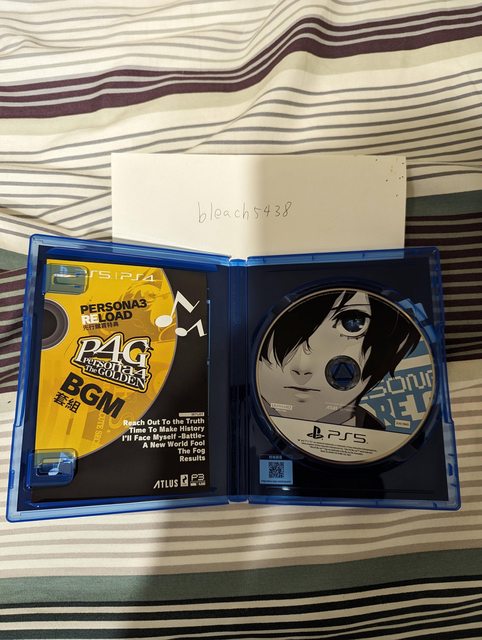 bleach5438
PS5 | PS4
PERSONA3
RELOAD
先行購買特典
P4G
Persona4
The GOLDEN
BGM
套組
Reach Out To the Truth
Time To Make History
I'll Face Myself -Battle-
A New World Fool
The Fog
Results
ATLUS
P3
PS5